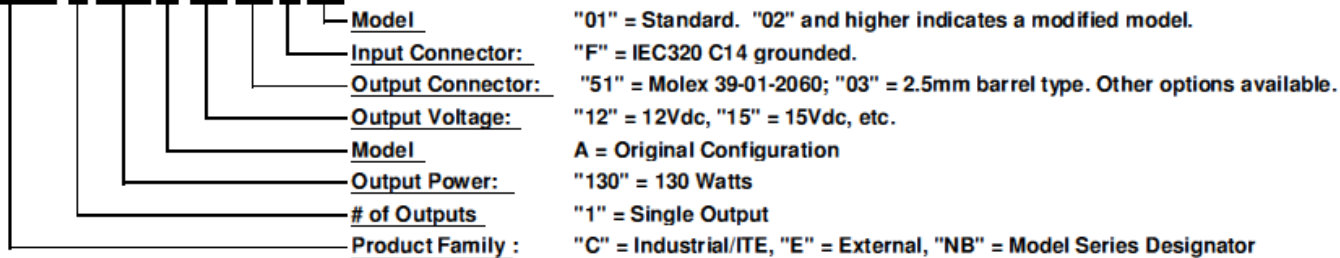 Model "01" = Standard. "02" and higher indicates a modified model.
Input Connector: "F" = IEC320 C14 grounded.
Output Connector: "51" = Molex 39-01-2060; "03" = 2.5mm barrel type. Other options available.
Output Voltage: "12" = 12Vdc, "15" = 15Vdc, etc.
Model A = Original Configuration
Output Power: "130" = 130 Watts
# of Outputs "1" = Single Output
Product Family : "C" = Industrial/ITE, "E" = External, "NB" = Model Series Designator